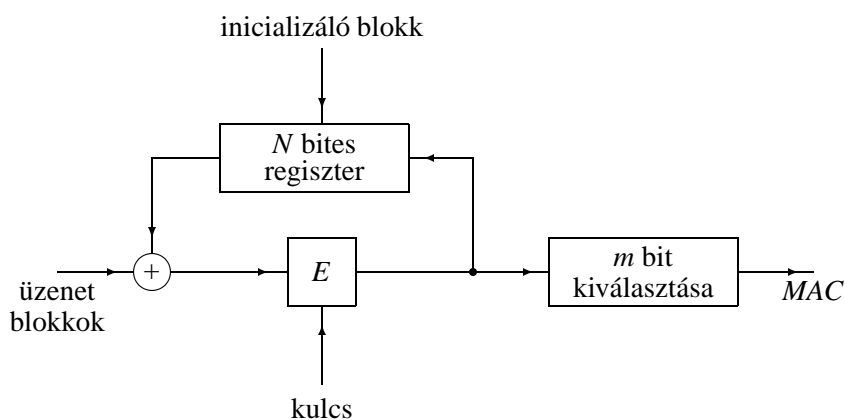 inicializáló blokk
N bites
regiszter
+
E
m bit
kiválasztása
üzenet
blokkok
MAC
kulcs